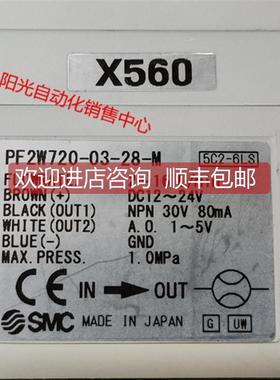 X560
阳光自动化销售中心
PF2W720-03-28-M
5C2-6LS
欢迎进店咨询 顺丰包邮
BROWN(+) DC12~24V
BLACK(OUT1) NPN 30V 80mA
WHITE(OUT2) A.O. 1~5V
BLUE(-) GND
MAX.PRESS. 1.0MPa
CE IN → OUT
SMC MADE IN JAPAN G UW